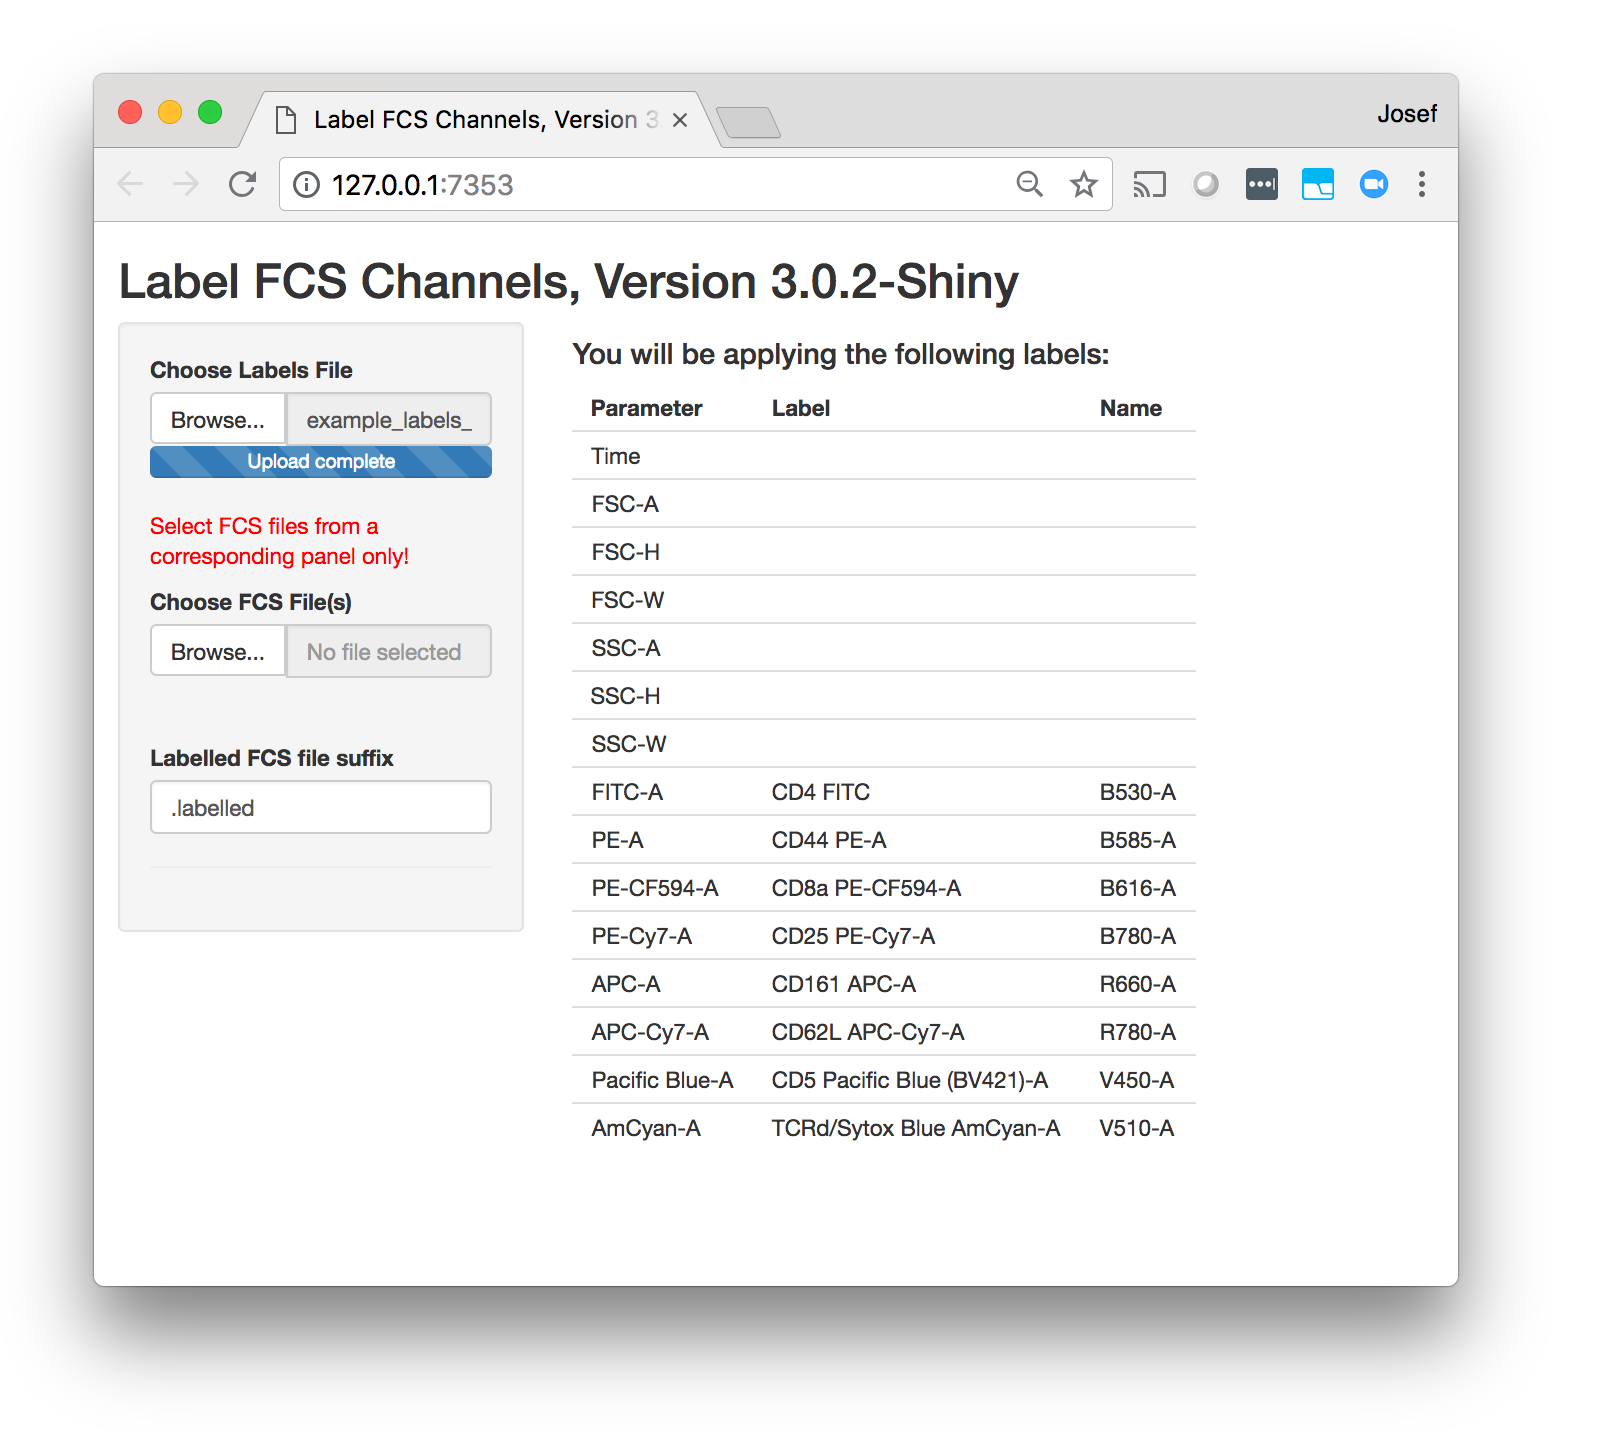 Label FCS Channels, Version 3
Josef
127.0.0.1:7353
Label FCS Channels, Version 3.0.2-Shiny
Choose Labels File
Browse... example_labels_
Upload complete
Select FCS files from a
corresponding panel only!
Choose FCS File(s)
Browse... No file selected
Labelled FCS file suffix
.labelled
You will be applying the following labels:
Parameter Label Name
Time
FSC-A
FSC-H
FSC-W
SSC-A
SSC-H
SSC-W
FITC-A CD4 FITC B530-A
PE-A CD44 PE-A B585-A
PE-CF594-A CD8a PE-CF594-A B616-A
PE-Cy7-A CD25 PE-Cy7-A B780-A
APC-A CD161 APC-A R660-A
APC-Cy7-A CD62L APC-Cy7-A R780-A
Pacific Blue-A CD5 Pacific Blue (BV421)-A V450-A
AmCyan-A TCRd/Sytox Blue AmCyan-A V510-A